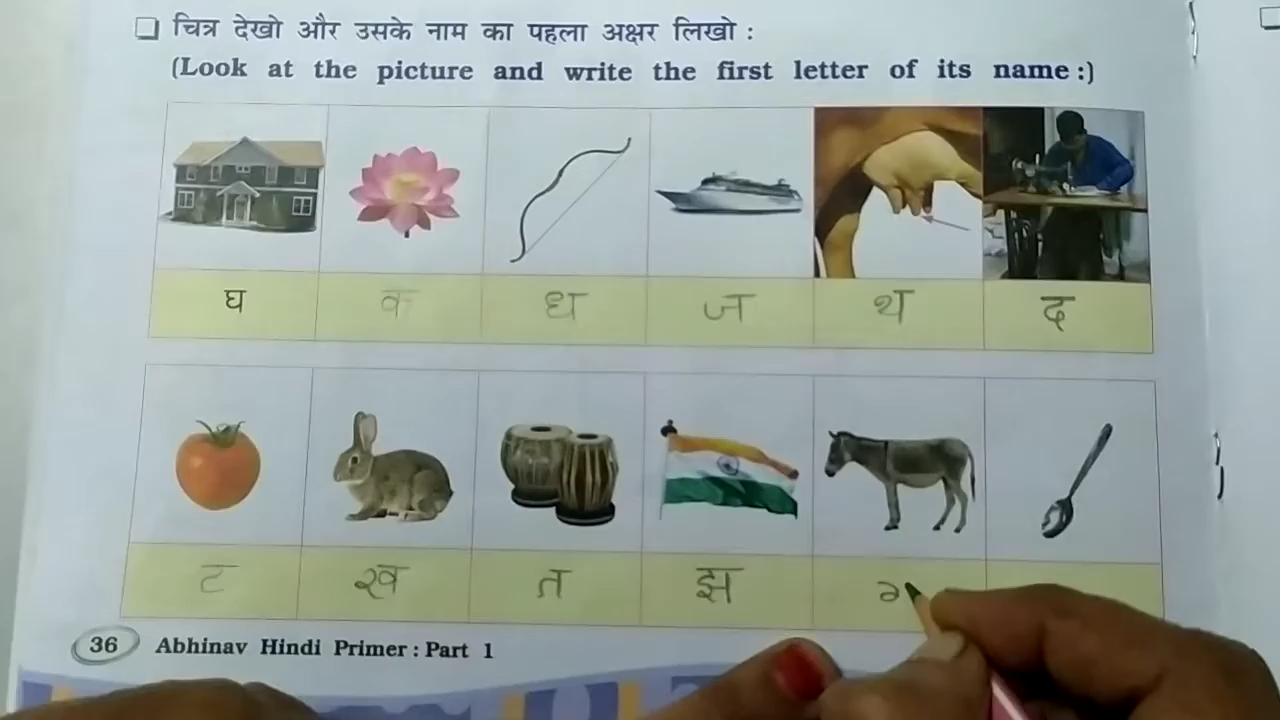 चित्र देखो और उसके नाम का पहला अक्षर लिखो :
(Look at the picture and write the first letter of its name :)
घ क ध ज थ द
ट ख त झ
36 Abhinav Hindi Primer : Part 1